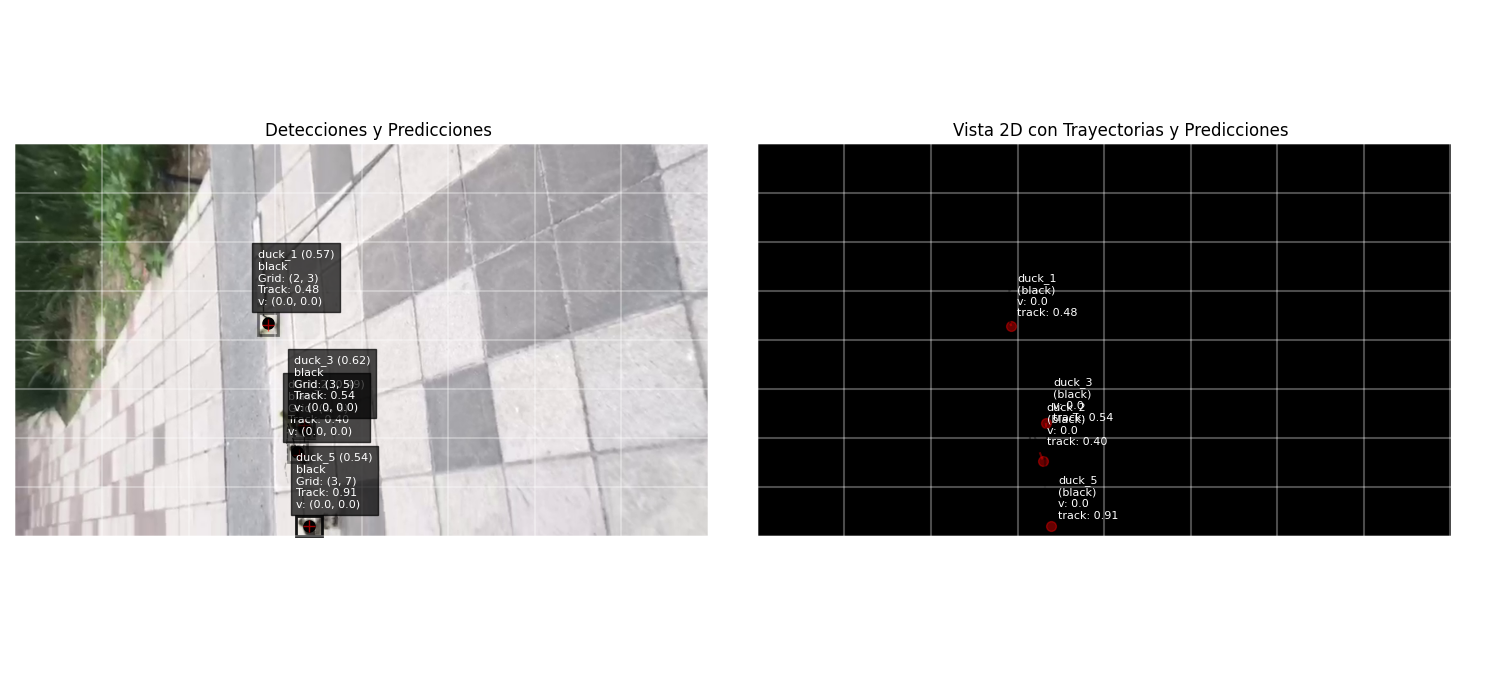 Detecciones y Predicciones
duck_1 (0.57)
black
Grid: (2, 3)
Track: 0.48
v: (0.0, 0.0)
duck_3 (0.62)
black
Grid: (3, 5)
Track: 0.54
v: (0.0, 0.0)
Track: 0.40
v: (0.0, 0.0)
duck_5 (0.54)
black
Grid: (3, 7)
Track: 0.91
v: (0.0, 0.0)
Vista 2D con Trayectorias y Predicciones
duck_1
(black)
v: 0.0
track: 0.48
duck_3
(black)
v: 0.0
track: 0.54
duck_2
(black)
v: 0.0
track: 0.40
duck_5
(black)
v: 0.0
track: 0.91